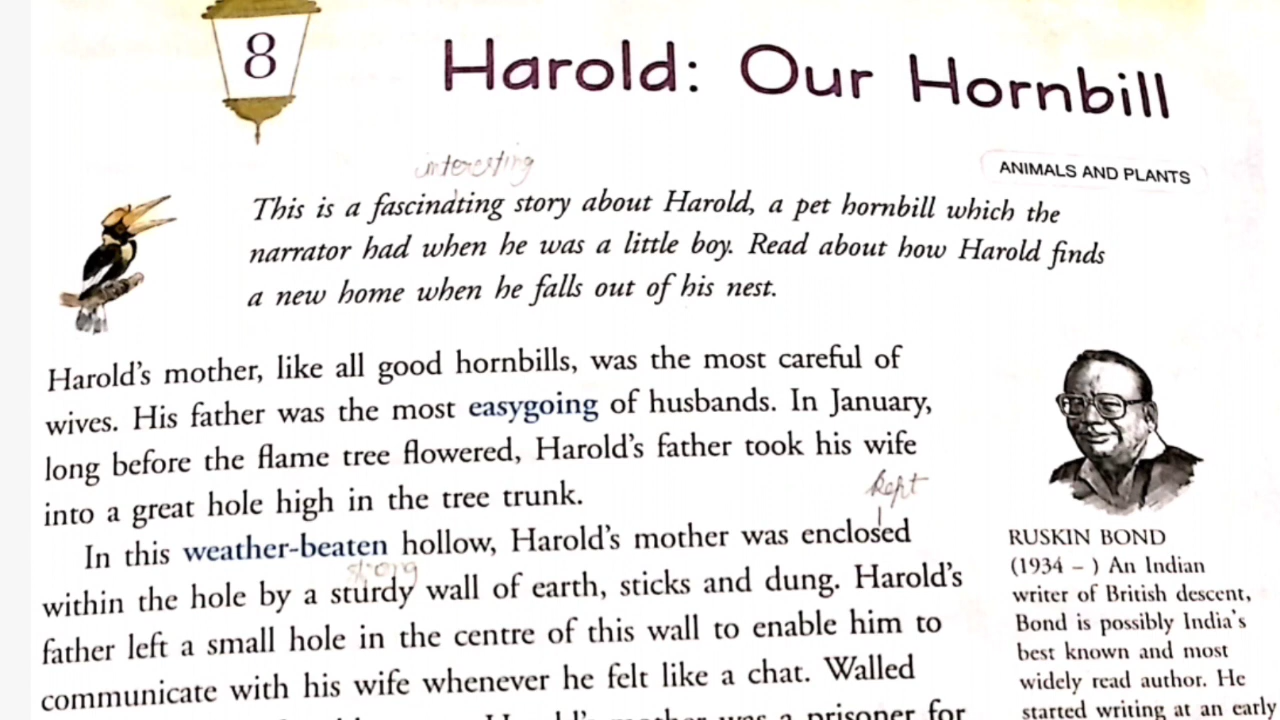 8
Harold: Our Hornbill
ANIMALS AND PLANTS
interesting
This is a fascinating story about Harold, a pet hornbill which the
narrator had when he was a little boy. Read about how Harold finds
a new home when he falls out of his nest.
Harold's mother, like all good hornbills, was the most careful of
wives. His father was the most easygoing of husbands. In January,
long before the flame tree flowered, Harold's father took his wife
into a great hole high in the tree trunk.
kept
In this weather-beaten hollow, Harold's mother was enclosed
strong
within the hole by a sturdy wall of earth, sticks and dung. Harold's
father left a small hole in the centre of this wall to enable him to
communicate with his wife whenever he felt like a chat. Walled
Harold's mother was a prisoner for
RUSKIN BOND
(1934 – ) An Indian
writer of British descent,
Bond is possibly India's
best known and most
widely read author. He
started writing at an early